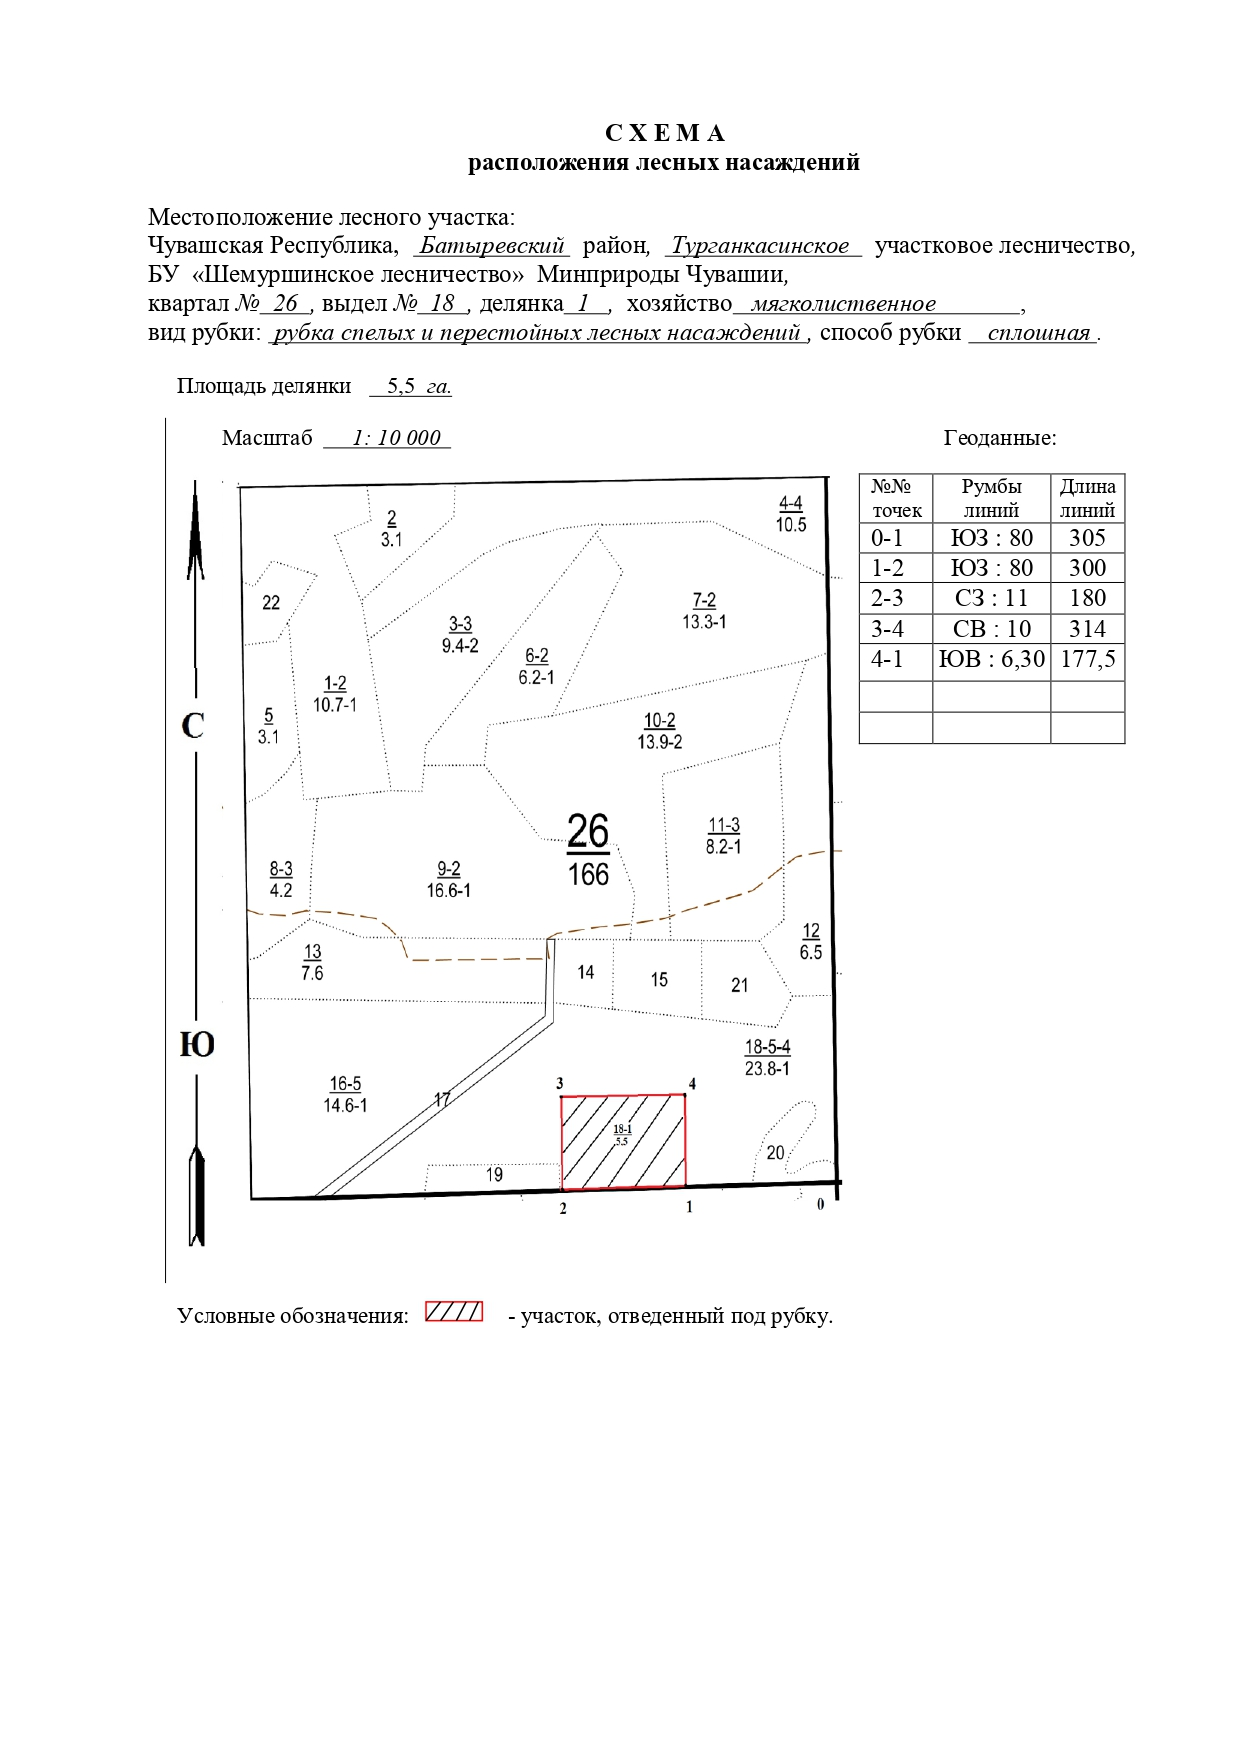 С Х Е М А
расположения лесных насаждений
Местоположение лесного участка:
Чувашская Республика, Батыревский район, Турганкасинское участковое лесничество,
БУ «Шемуршинское лесничество» Минприроды Чувашии,
квартал № 26 , выдел № 18 , делянка 1 , хозяйство мягколиственное ,
вид рубки: рубка спелых и перестойных лесных насаждений , способ рубки сплошная .
Площадь делянки 5,5 га.
Масштаб 1: 10 000
Геоданные:
№№ точек Румбы линий Длина линий
0-1 ЮЗ : 80 305
1-2 ЮЗ : 80 300
2-3 СЗ : 11 180
3-4 СВ : 10 314
4-1 ЮВ : 6,30 177,5
С
Ю
2
3.1
4-4
10.5
22
3-3
9.4-2
7-2
13.3-1
6-2
6.2-1
1-2
10.7-1
5
3.1
10-2
13.9-2
26
166
11-3
8.2-1
8-3
4.2
9-2
16.6-1
12
6.5
13
7.6
14
15
21
18-5-4
23.8-1
16-5
14.6-1
17
3
4
18-1
5.5
20
19
2
1
0
Условные обозначения: - участок, отведенный под рубку.